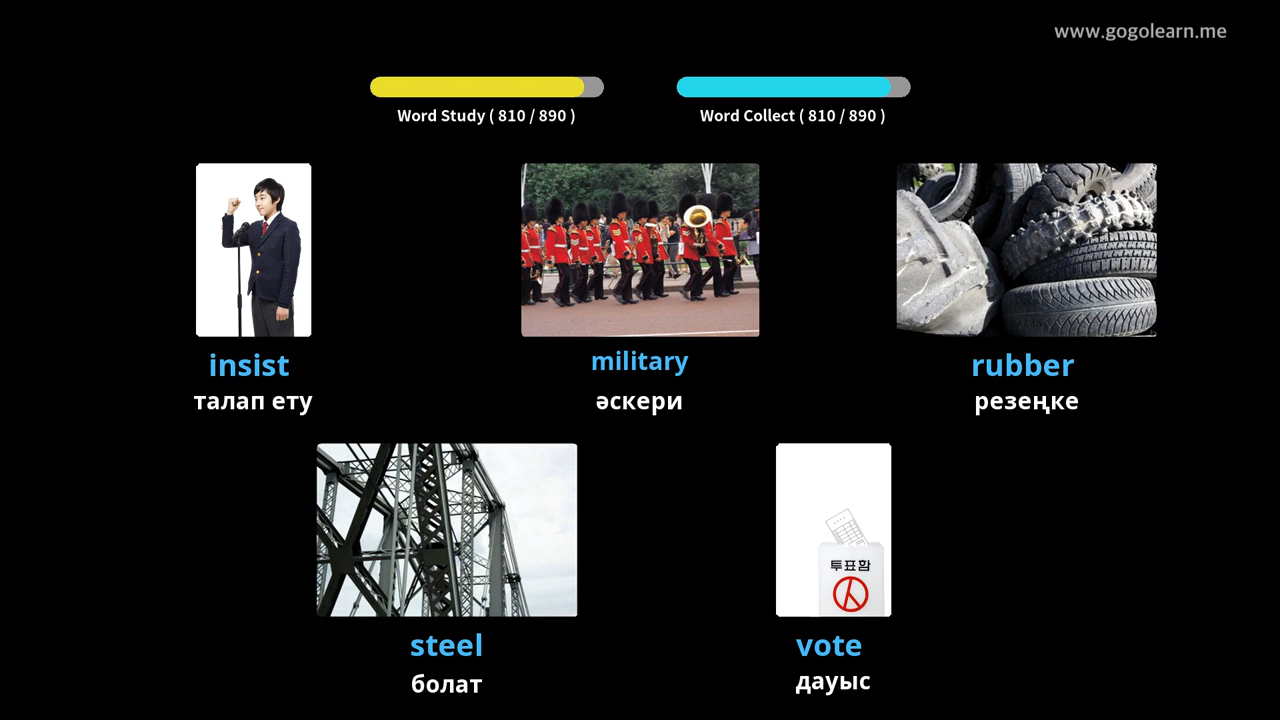 www.gogolearn.me
Word Study ( 810 / 890 )
Word Collect ( 810 / 890 )
insist
талап ету
military
әскери
rubber
резеңке
투표함
steel
болат
vote
дауыс